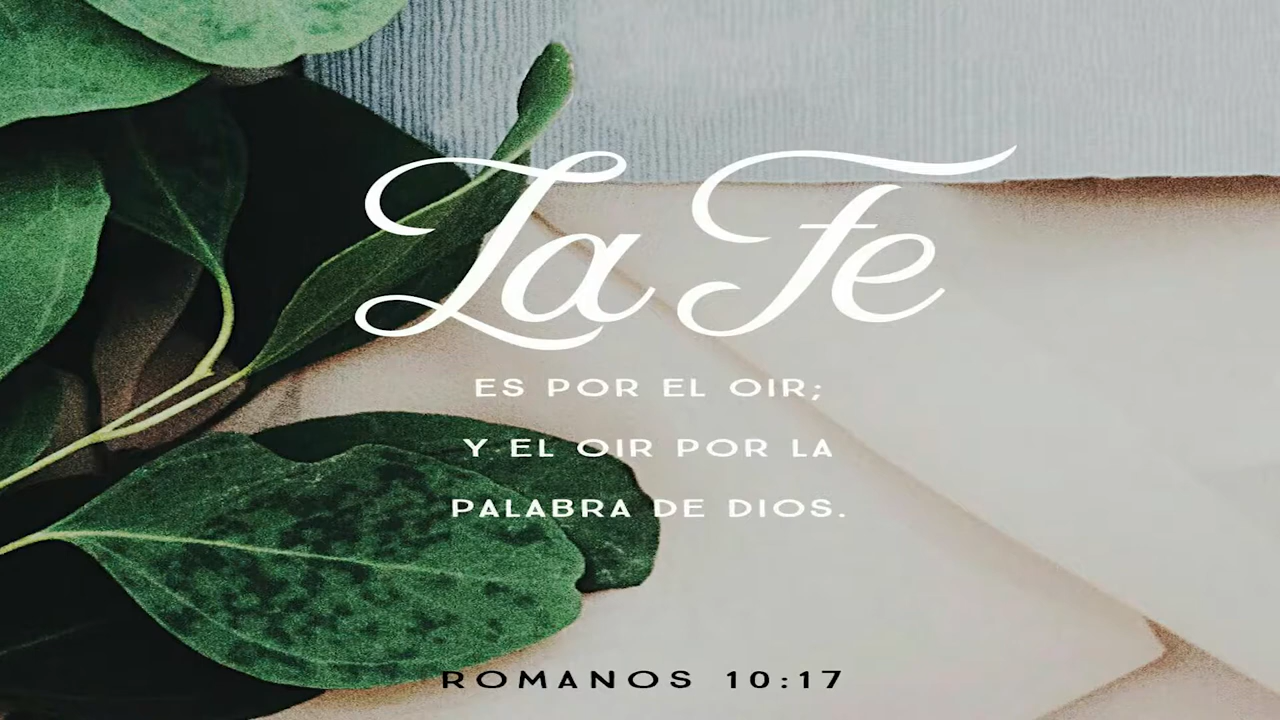 La Fe
ES POR EL OIR;
Y EL OIR POR LA
PALABRA DE DIOS.
ROMANOS 10:17